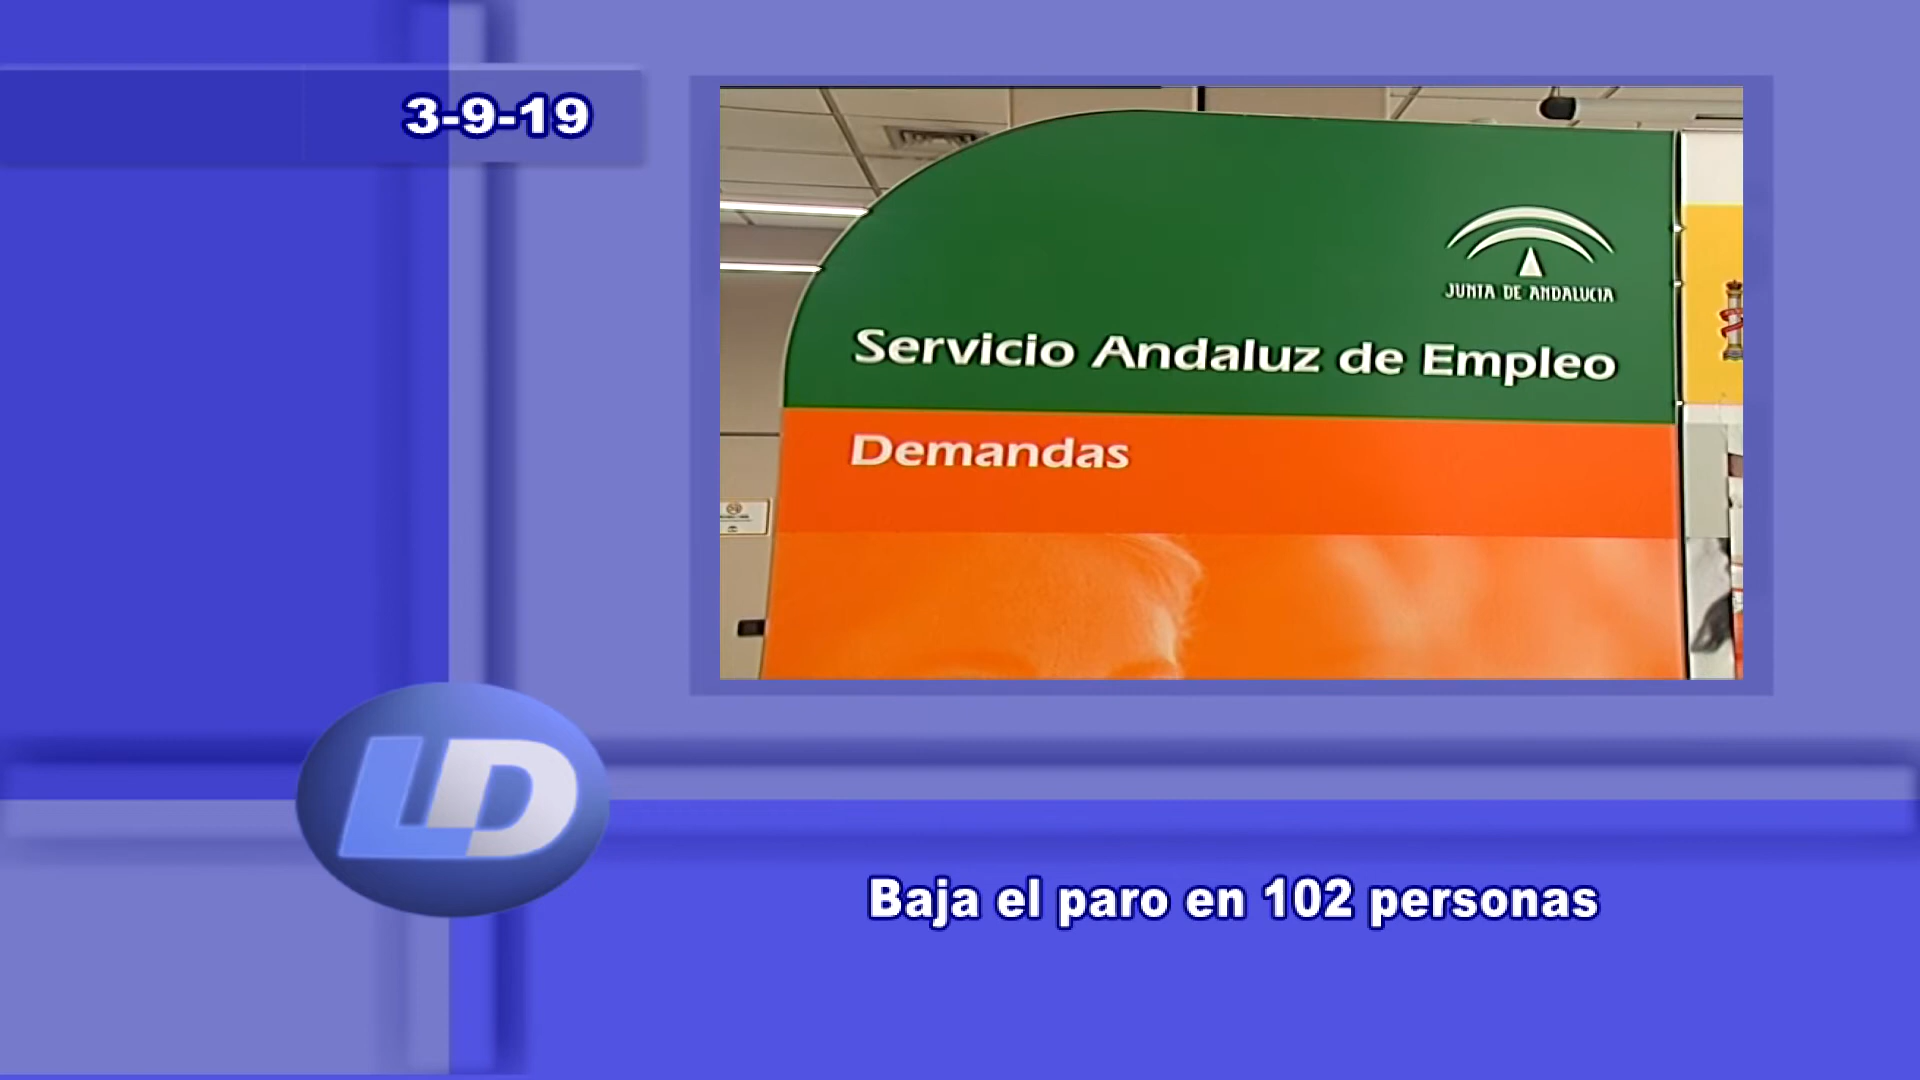 3-9-19
JUNTA DE ANDALUCIA
Servicio Andaluz de Empleo
Demandas
LD
Baja el paro en 102 personas